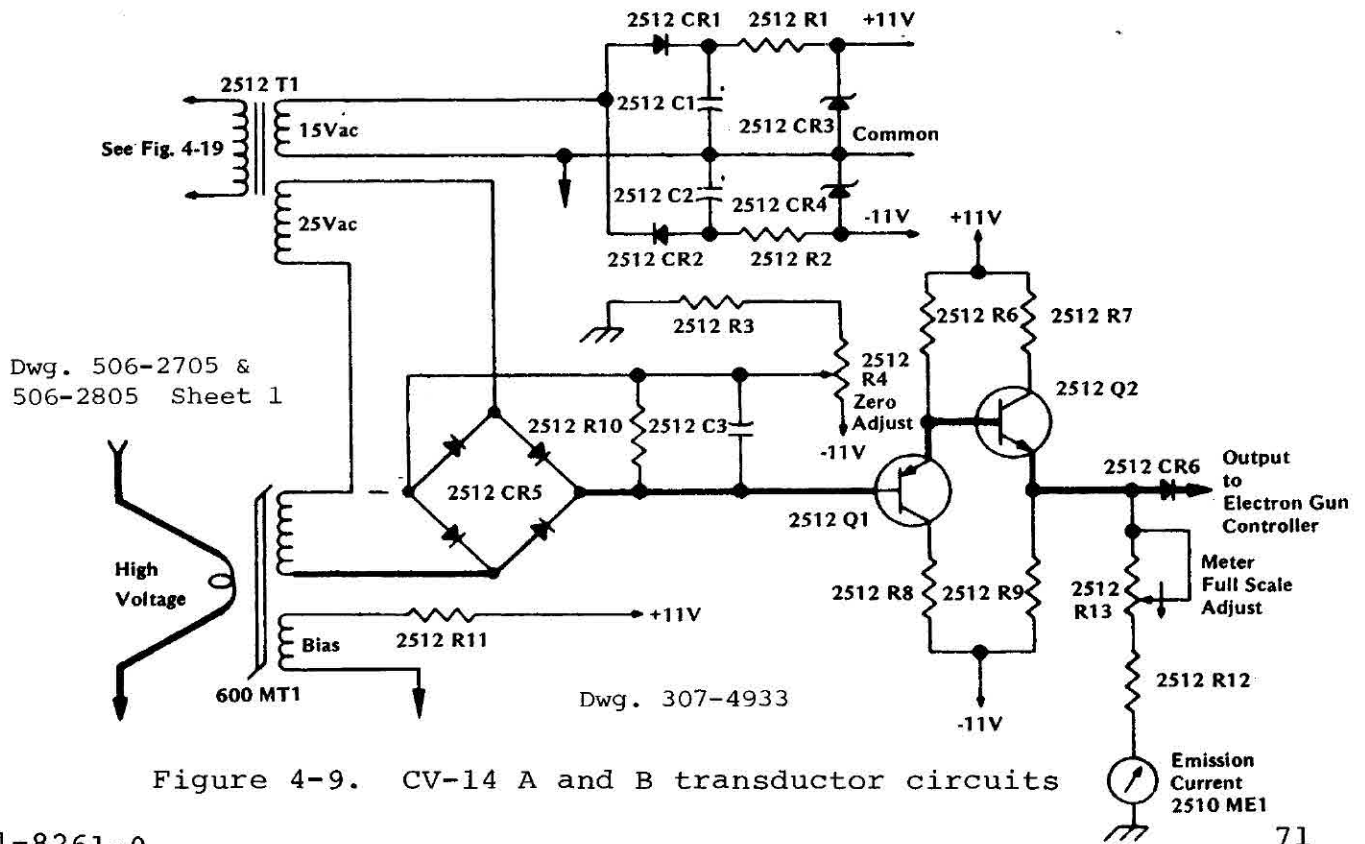 2512 CR1
2512 R1
+11V
2512 T1
15Vac
2512 C1
2512 CR3
Common
See Fig. 4-19
25Vac
2512 C2
2512 CR4
-11V
2512 CR2
2512 R2
+11V
2512 R3
2512 R6
2512 R7
Dwg. 506-2705 &
506-2805 Sheet 1
2512
R4
Zero
Adjust
-11V
2512 Q2
2512 R10
2512 C3
2512 CR5
2512 Q1
2512 CR6
Output
to
Electron Gun
Controller
High
Voltage
2512 R8
2512 R9
2512
R13
Meter
Full Scale
Adjust
Bias
2512 R11
+11V
600 MT1
Dwg. 307-4933
-11V
2512 R12
Emission
Current
2510 ME1
Figure 4-9. CV-14 A and B transductor circuits
71